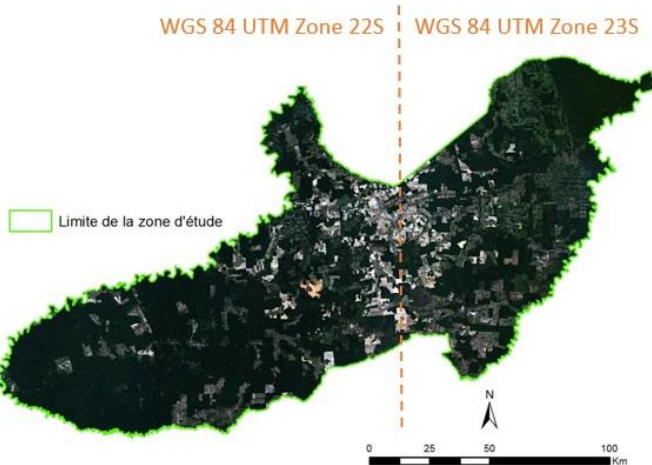 WGS 84 UTM Zone 22S
WGS 84 UTM Zone 23S
Limite de la zone d'étude
N
0 25 50 100
Km